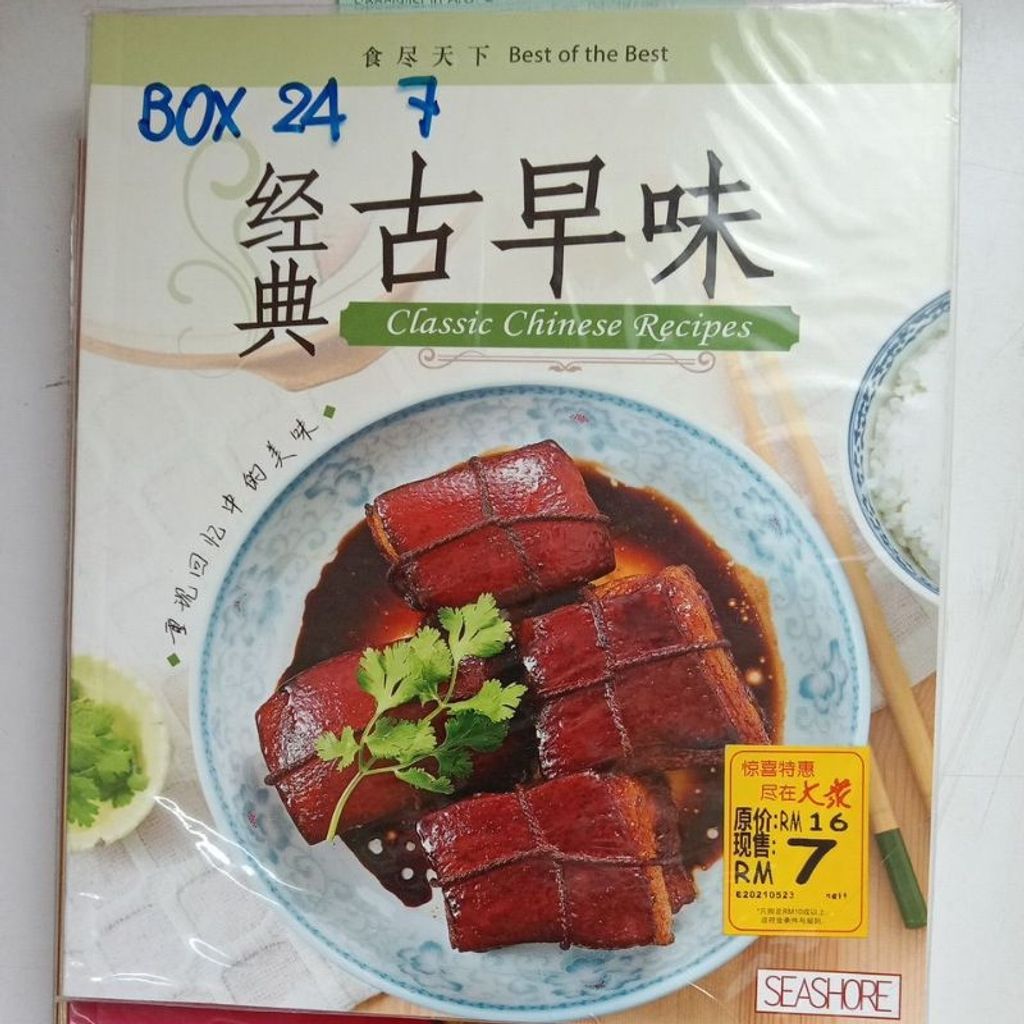 食尽天下 Best of the Best
BOX 24 7
经典
古早味
Classic Chinese Recipes
重现回忆中的美味
惊喜特惠
尽在大众
原价:RM 16
现售:
RM 7
E20210523
SEASHORE